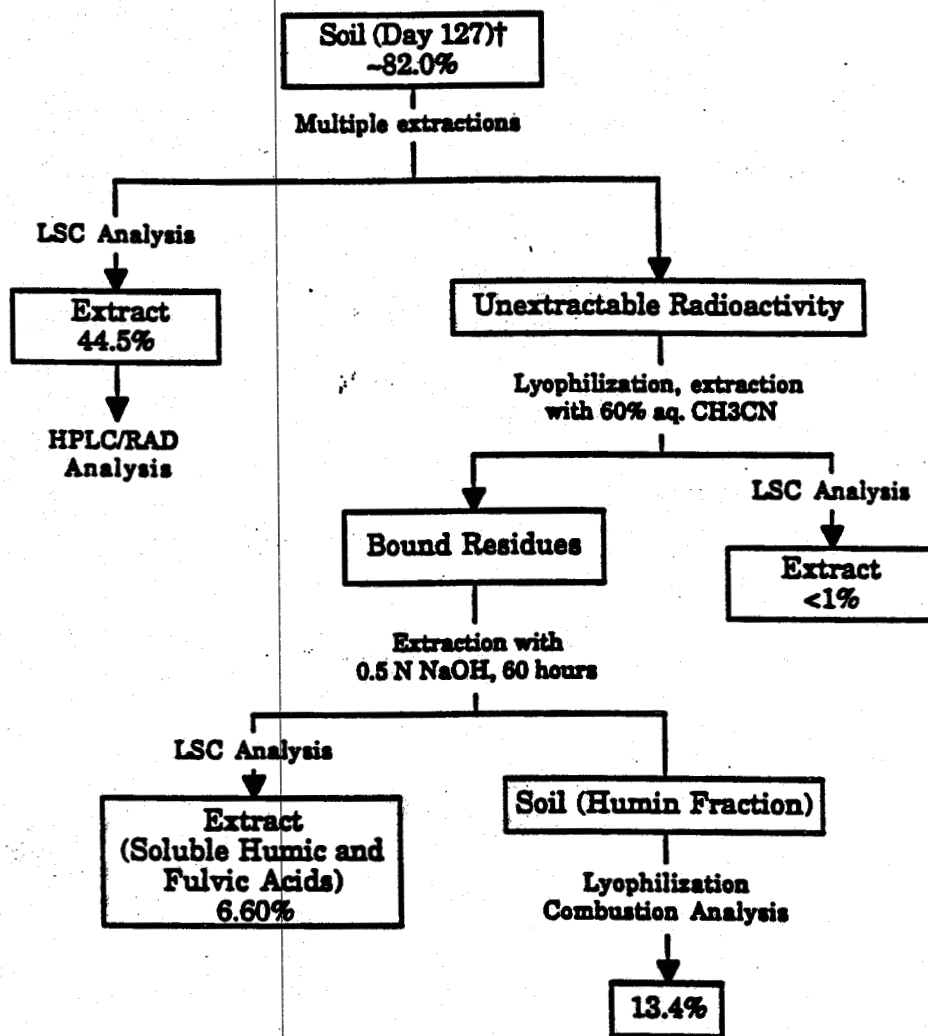 Soil (Day 127)†
~82.0%
Multiple extractions
LSC Analysis
Extract
44.5%
HPLC/RAD
Analysis
Unextractable Radioactivity
Lyophilization, extraction
with 60% aq. CH3CN
LSC Analysis
Bound Residues
Extract
<1%
Extraction with
0.5 N NaOH, 60 hours
LSC Analysis
Extract
(Soluble Humic and
Fulvic Acids)
6.60%
Soil (Humin Fraction)
Lyophilization
Combustion Analysis
13.4%